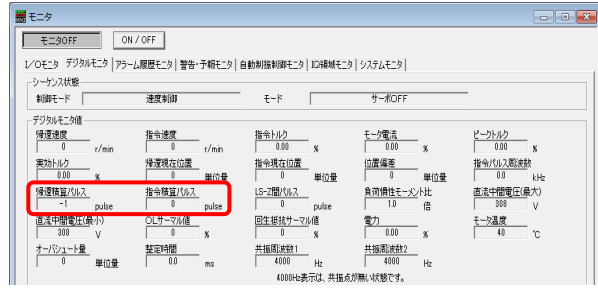 モニタ
モニタOFF ON / OFF
I/Oモニタ デジタルモニタ アラーム履歴モニタ 警告・予報モニタ 自動制振制御モニタ IQ領域モニタ システムモニタ
シーケンス状態
制御モード 速度制御 モード サーボOFF
デジタルモニタ値
帰還速度 指令速度 指令トルク モータ電流 ピークトルク
0 r/min 0 r/min 0.00 % 0.00 % 0.00 %
実効トルク 帰還現在位置 指令現在位置 位置偏差 指令パルス周波数
0.00 % 0 単位量 0 単位量 0 単位量 0.0 kHz
帰還積算パルス 指令積算パルス LS-Z間パルス 負荷慣性モーメント比 直流中間電圧(最大)
-1 pulse 0 pulse 0 pulse 1.0 倍 308 V
直流中間電圧(最小) OLサーマル値 回生抵抗サーマル値 電力 モータ温度
308 V 0 % 0 % 0.00 % 40 ℃
オーバシュート量 整定時間 共振周波数1 共振周波数2
0 単位量 0.0 ms 4000 Hz 4000 Hz
4000Hz表示は、共振点が無い状態です。